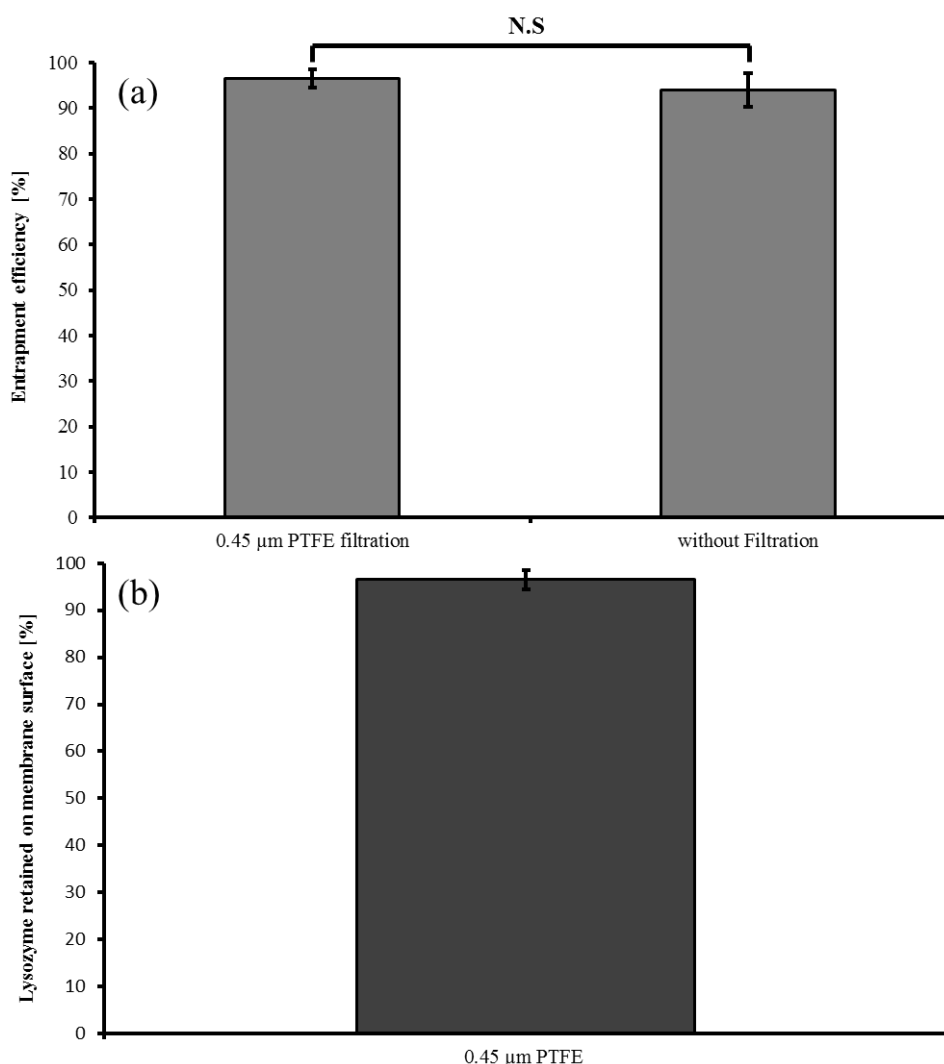 N.S
(a)
Entrapment efficiency [%]
100
90
80
70
60
50
40
30
20
10
0
0.45 µm PTFE filtration
without Filtration
(b)
Lysozyme retained on membrane surface [%]
100
90
80
70
60
50
40
30
20
10
0
0.45 µm PTFE